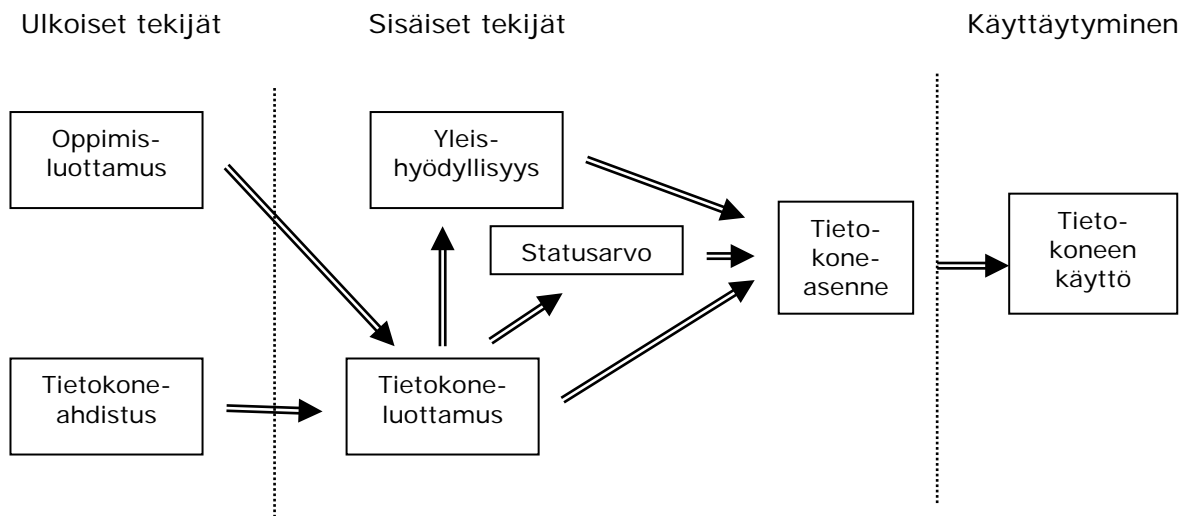 Ulkoiset tekijät
Sisäiset tekijät
Käyttäytyminen
Oppimis-
luottamus
Yleis-
hyödyllisyys
Statusarvo
Tieto-
kone-
asenne
Tieto-
koneen
käyttö
Tietokone-
ahdistus
Tietokone-
luottamus